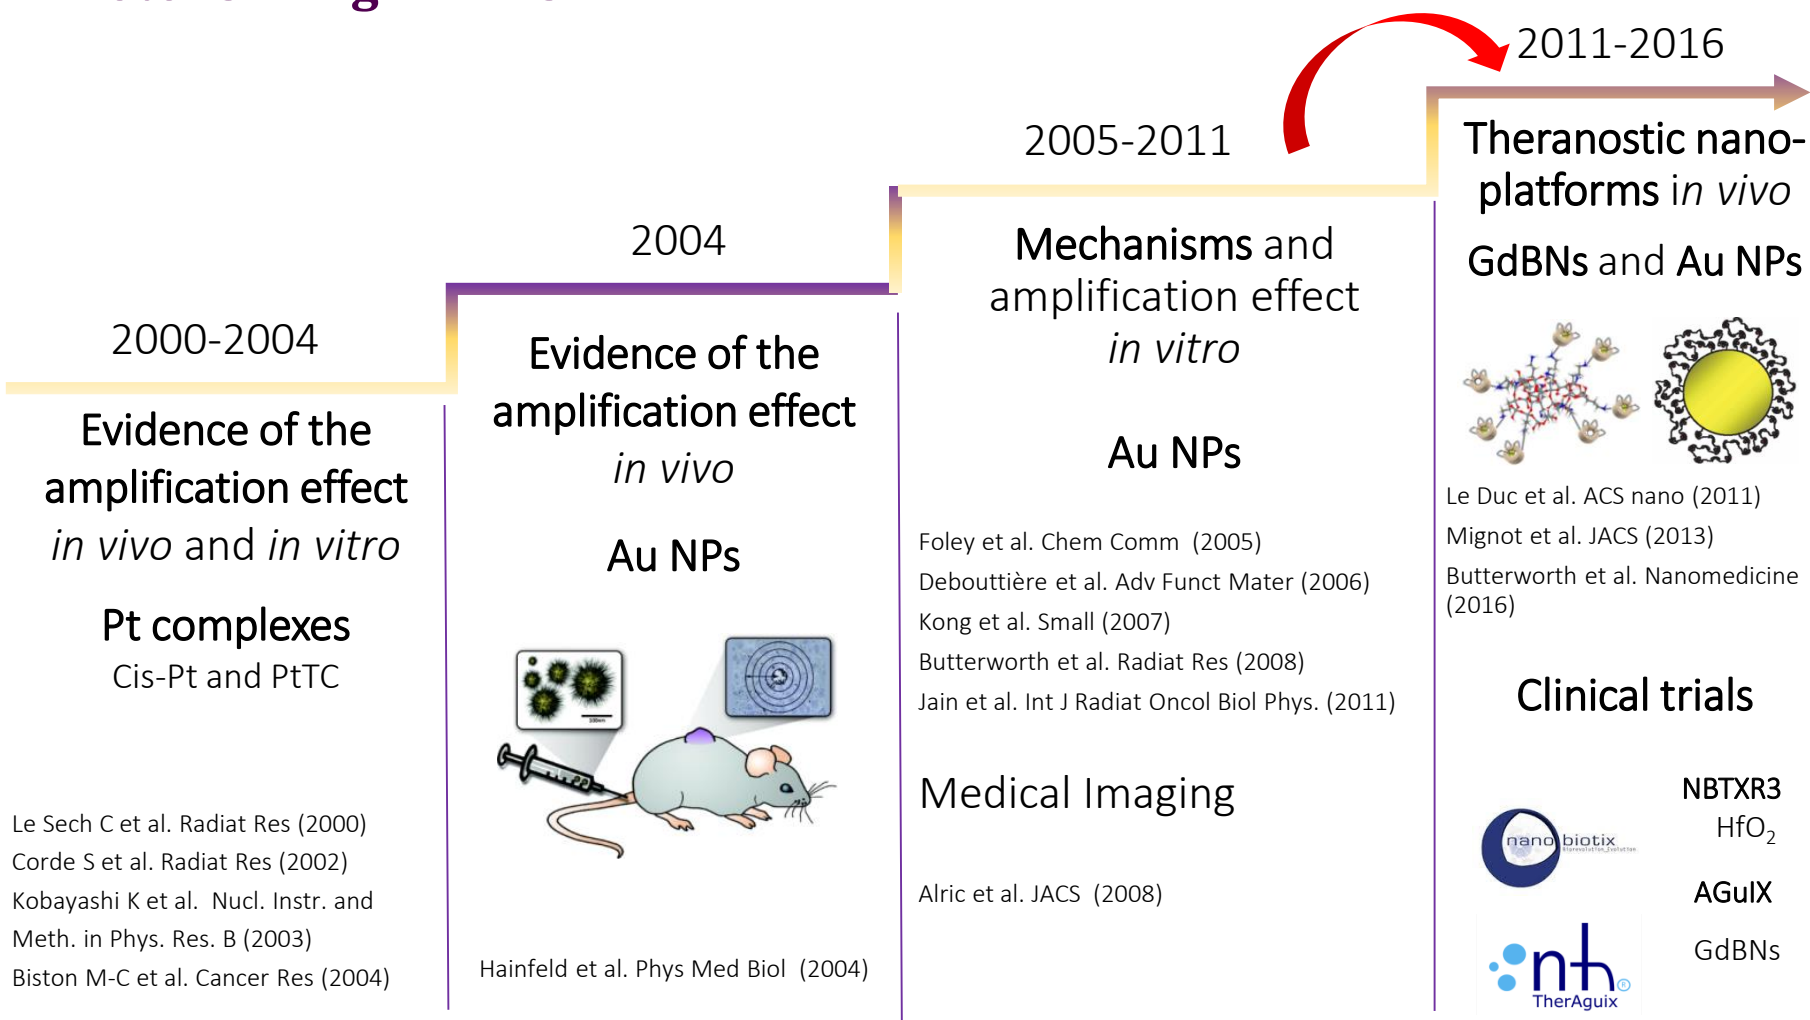 2000-2004
Evidence of the
amplification effect
in vivo and in vitro
Pt complexes
Cis-Pt and PtTC
Le Sech C et al. Radiat Res (2000)
Corde S et al. Radiat Res (2002)
Kobayashi K et al. Nucl. Instr. and
Meth. in Phys. Res. B (2003)
Biston M-C et al. Cancer Res (2004)
2004
Evidence of the
amplification effect
in vivo
Au NPs
100nm
Hainfeld et al. Phys Med Biol (2004)
2005-2011
Mechanisms and
amplification effect
in vitro
Au NPs
Foley et al. Chem Comm (2005)
Debouttière et al. Adv Funct Mater (2006)
Kong et al. Small (2007)
Butterworth et al. Radiat Res (2008)
Jain et al. Int J Radiat Oncol Biol Phys. (2011)
Medical Imaging
Alric et al. JACS (2008)
2011-2016
Theranostic nano-
platforms in vivo
GdBNs and Au NPs
Le Duc et al. ACS nano (2011)
Mignot et al. JACS (2013)
Butterworth et al. Nanomedicine
(2016)
Clinical trials
NBTXR3
HfO₂
nanobiotix
AGuIX
GdBNs
nh®
TherAguix